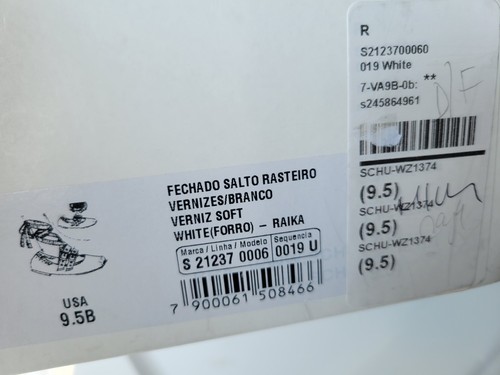 R
S2123700060
019 White
7-VA9B-0b: **
s245864961
SCHU-WZ1374
(9.5)
SCHU-WZ1374
(9.5)
SCHU-WZ1374
(9.5)
FECHADO SALTO RASTEIRO
VERNIZES/BRANCO
VERNIZ SOFT
WHITE(FORRO) – RAIKA
Marca / Linha / Modelo Sequencia
S 21237 0006 0019 U
7 900061 508466
USA
9.5B